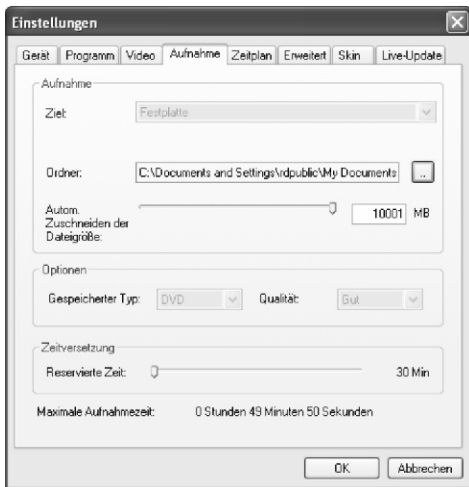 Einstellungen
Gerät Programm Video Aufnahme Zeitplan Erweitert Skin Live-Update
Aufnahme
Ziel: Festplatte
Ordner: C:\Documents and Settings\rdpublic\My Documents ..
Autom.
Zuschneiden der
Dateigröße: 10001 MB
Optionen
Gespeicherter Typ: DVD Qualität: Gut
Zeitversetzung
Reservierte Zeit: 30 Min
Maximale Aufnahmezeit: 0 Stunden 49 Minuten 50 Sekunden
OK Abbrechen